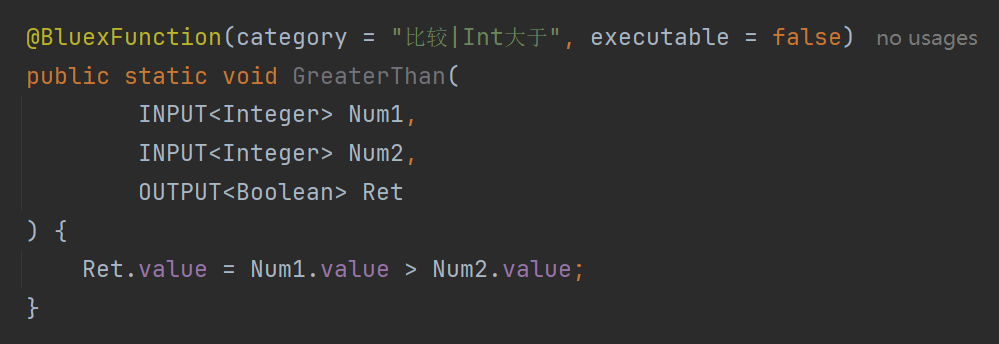 @BluexFunction(category = "比较|Int大于", executable = false) no usages
public static void GreaterThan(
        INPUT<Integer> Num1,
        INPUT<Integer> Num2,
        OUTPUT<Boolean> Ret
) {
    Ret.value = Num1.value > Num2.value;
}